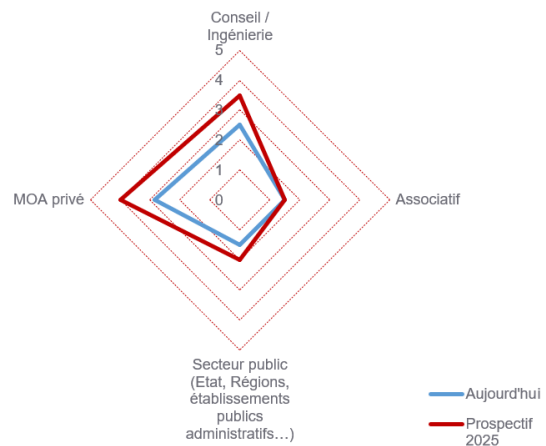 Conseil /
Ingénierie
5
4
3
2
1
0
MOA privé
Associatif
Secteur public
(Etat, Régions,
établissements
publics
administratifs…)
Aujourd'hui
Prospectif
2025